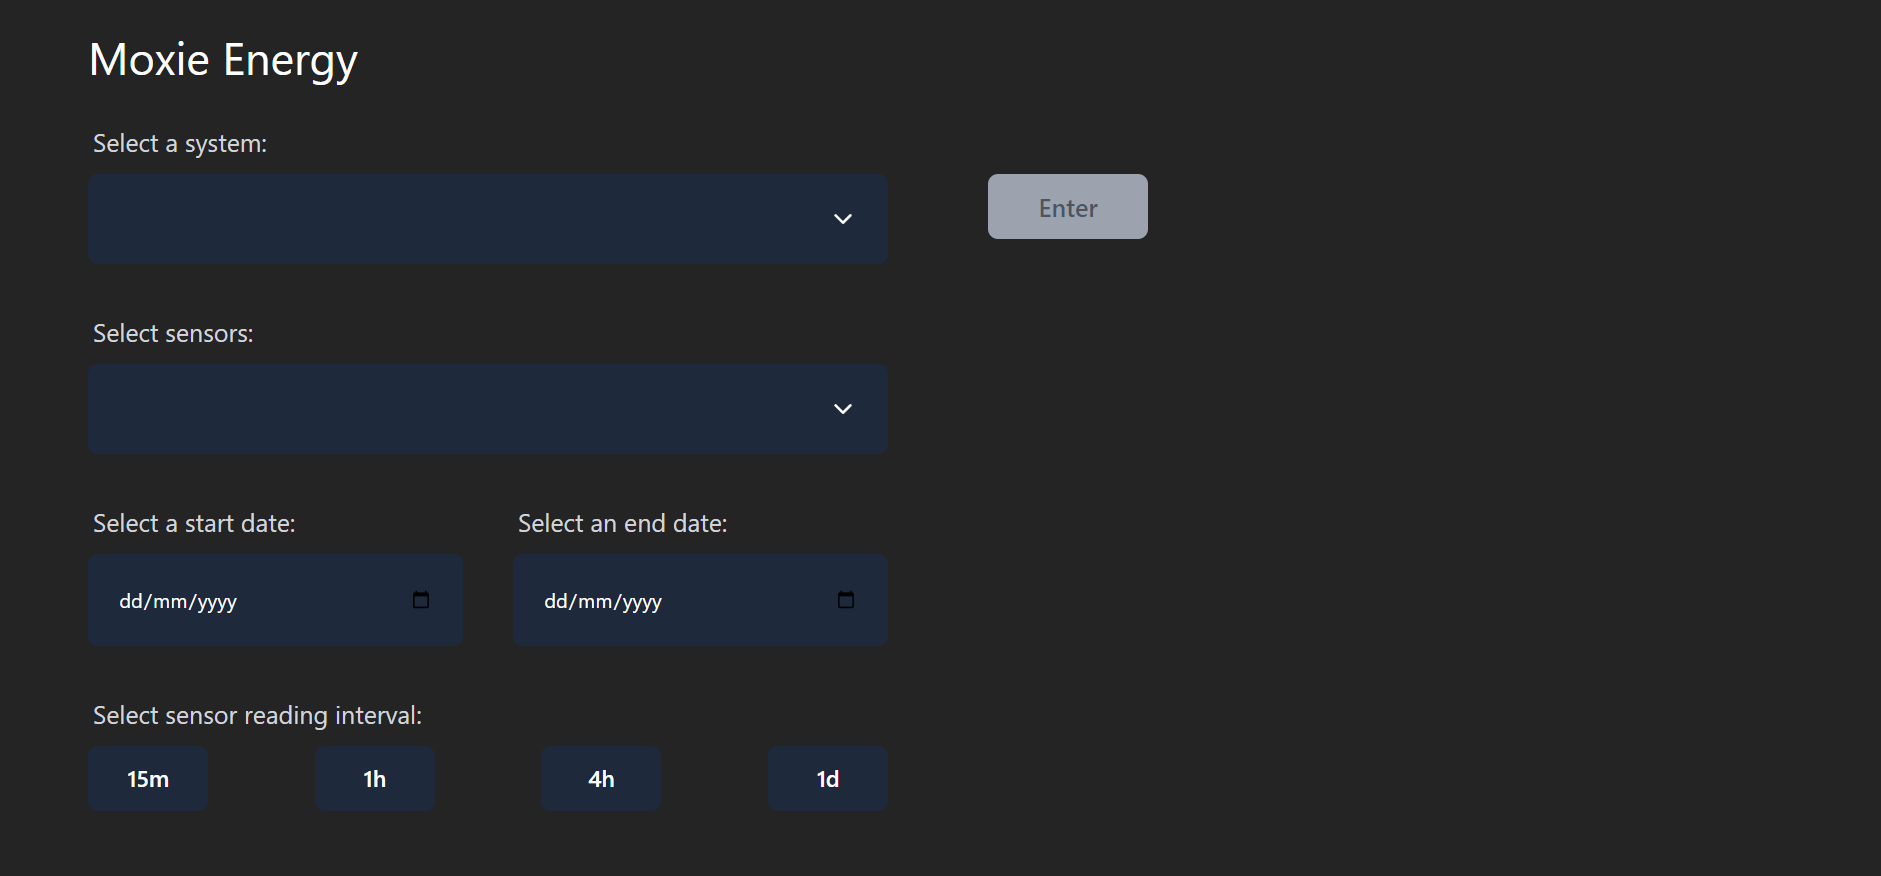 Moxie Energy
Select a system:
Enter
Select sensors:
Select a start date:
Select an end date:
dd/mm/yyyy
dd/mm/yyyy
Select sensor reading interval:
15m
1h
4h
1d